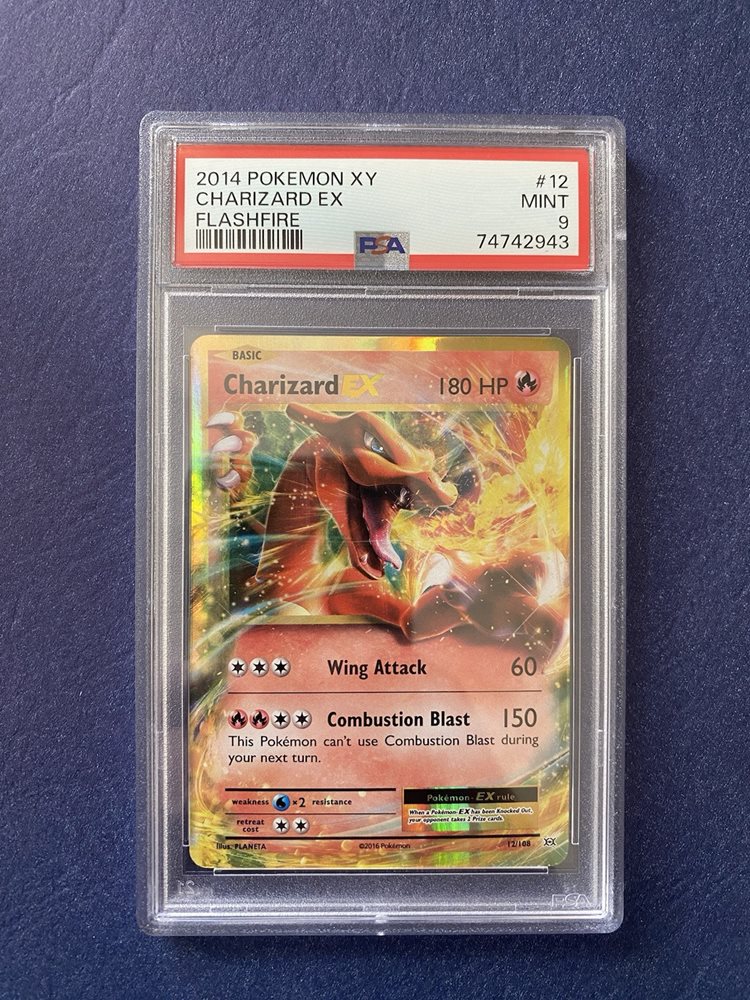 2014 POKEMON XY #12
CHARIZARD EX MINT
FLASHFIRE 9
PSA 74742943
BASIC
Charizard EX 180 HP
Wing Attack 60
Combustion Blast 150
This Pokémon can't use Combustion Blast during
your next turn.
weakness ×2 resistance
Pokémon-EX rule
When a Pokémon-EX has been Knocked Out,
your opponent takes 2 Prize cards.
retreat
cost
Illus. PLANETA ©2016 Pokémon 12/108
PSA